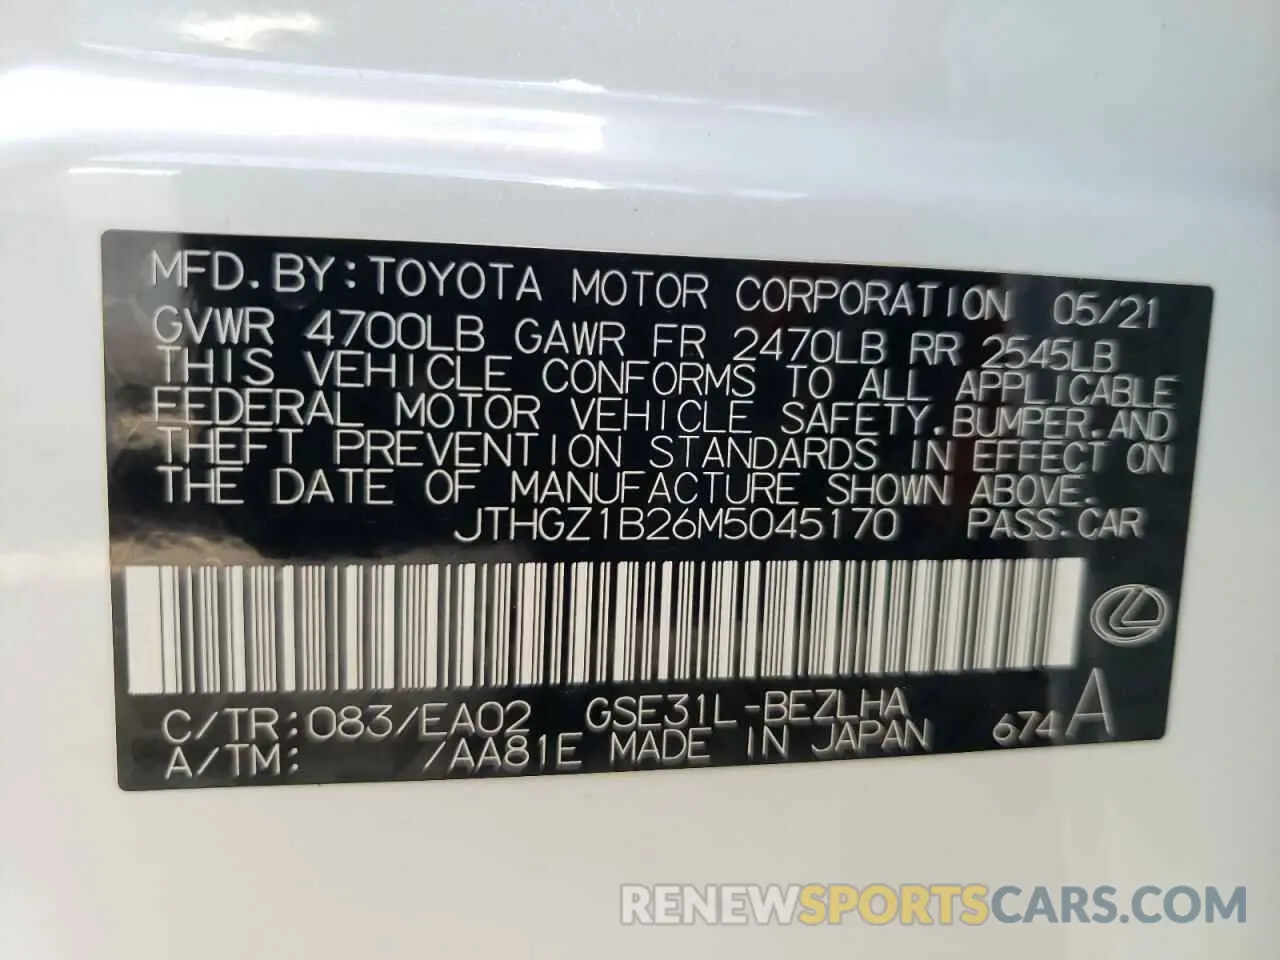 MFD. BY: TOYOTA MOTOR CORPORATION 05/21
GVWR 4700LB GAWR FR 2470LB RR 2545LB
THIS VEHICLE CONFORMS TO ALL APPLICABLE
FEDERAL MOTOR VEHICLE SAFETY, BUMPER, AND
THEFT PREVENTION STANDARDS IN EFFECT ON
THE DATE OF MANUFACTURE SHOWN ABOVE.
JTHGZ1B26M5045170 PASS. CAR
C/TR: 083/EA02 GSE31L-BEZLHA
A/TM: /AA81E MADE IN JAPAN 674 A
RENEWSPORTSCARS.COM